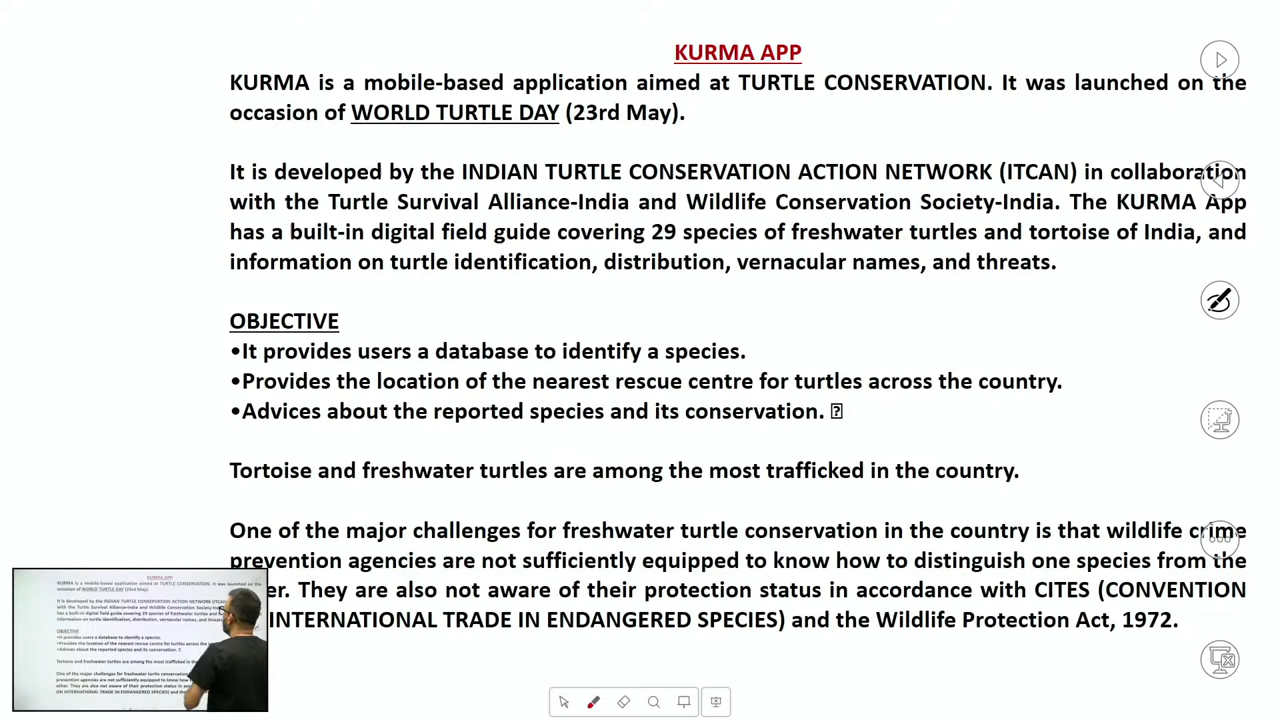 KURMA APP
KURMA is a mobile-based application aimed at TURTLE CONSERVATION. It was launched on the
occasion of WORLD TURTLE DAY (23rd May).
It is developed by the INDIAN TURTLE CONSERVATION ACTION NETWORK (ITCAN) in collaboration
with the Turtle Survival Alliance-India and Wildlife Conservation Society-India. The KURMA App
has a built-in digital field guide covering 29 species of freshwater turtles and tortoise of India, and
information on turtle identification, distribution, vernacular names, and threats.
OBJECTIVE
•It provides users a database to identify a species.
•Provides the location of the nearest rescue centre for turtles across the country.
•Advices about the reported species and its conservation.
Tortoise and freshwater turtles are among the most trafficked in the country.
One of the major challenges for freshwater turtle conservation in the country is that wildlife crime
prevention agencies are not sufficiently equipped to know how to distinguish one species from the
They are also not aware of their protection status in accordance with CITES (CONVENTION
INTERNATIONAL TRADE IN ENDANGERED SPECIES) and the Wildlife Protection Act, 1972.